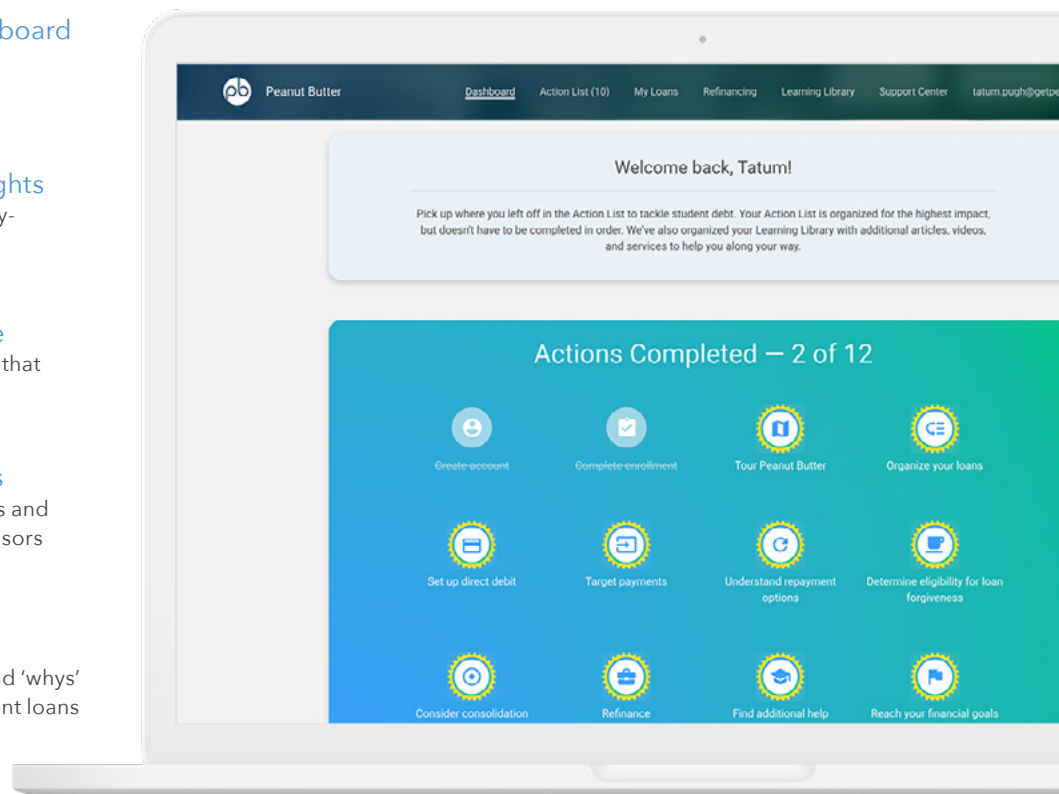 board
ghts
y-
e
that
s
s and
sors
d ‘whys’
nt loans
pb
Peanut Butter
Dashboard
Action List (10)
My Loans
Refinancing
Learning Library
Support Center
tatum.pugh@getpe
Welcome back, Tatum!
Pick up where you left off in the Action List to tackle student debt. Your Action List is organized for the highest impact,
but doesn't have to be completed in order. We've also organized your Learning Library with additional articles, videos,
and services to help you along your way.
Actions Completed — 2 of 12
Create account
Complete enrollment
Tour Peanut Butter
Organize your loans
Set up direct debit
Target payments
Understand repayment
options
Determine eligibility for loan
forgiveness
Consider consolidation
Refinance
Find additional help
Reach your financial goals